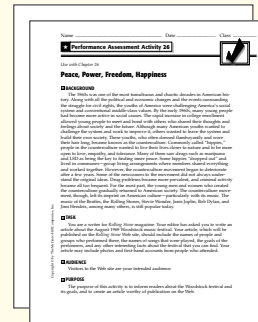 Name Date Class
Performance Assessment Activity 26
Use with Chapter 26
Peace, Power, Freedom, Happiness
BACKGROUND
The 1960s was one of the most tumultuous and chaotic decades in American his-
tory. Along with all the political and economic changes and the events surrounding
the struggle for civil rights, the youths of America were challenging America's social
system and conventional middle-class values. By the early 1960s, many young people
had become more active in social causes. The rapid increase in college enrollment
allowed young people to meet and bond with others who shared their thoughts and
feelings about society and the future. Although many American youths wanted to
challenge the system and work to improve it, others wanted to leave the system and
build their own society. These youths, who often dressed flamboyantly and wore
their hair long, became known as the counterculture. Commonly called "hippies,"
people in the counterculture wanted to live their lives closer to nature and to be more
open to love, empathy, and tolerance. Many of them saw drugs such as marijuana
and LSD as being the key to finding inner peace. Some hippies "dropped out" and
lived in communes—group living arrangements where members shared everything
and worked together. However, the counterculture movement began to deteriorate
after a few years. Some of the newcomers to the movement did not always under-
stand the original ideas. Drug problems became more prevalent, and criminal activity
became all too frequent. For the most part, the young men and women who created
the counterculture gradually returned to American society. The counterculture move-
ment, though, left its imprint on American culture—particularly with its music. The
music of the Beatles, the Rolling Stones, Stevie Wonder, Janis Joplin, Bob Dylan, and
Jimi Hendrix, among many others, is still popular today.
TASK
You are a writer for Rolling Stone magazine. Your editor has asked you to write an
article about the August 1969 Woodstock music festival. Your article, which will be
published on the Rolling Stone Web site, should include the names of people and
groups who performed there, the names of songs that were played, the goals of the
performers, and any other interesting facts about the festival that you can find. Your
article may include photos and first-hand accounts from people who attended.
AUDIENCE
Visitors to the Web site are your intended audience.
PURPOSE
The purpose of this activity is to inform readers about the Woodstock festival and
its goals, and to create an article worthy of publication on the Web.